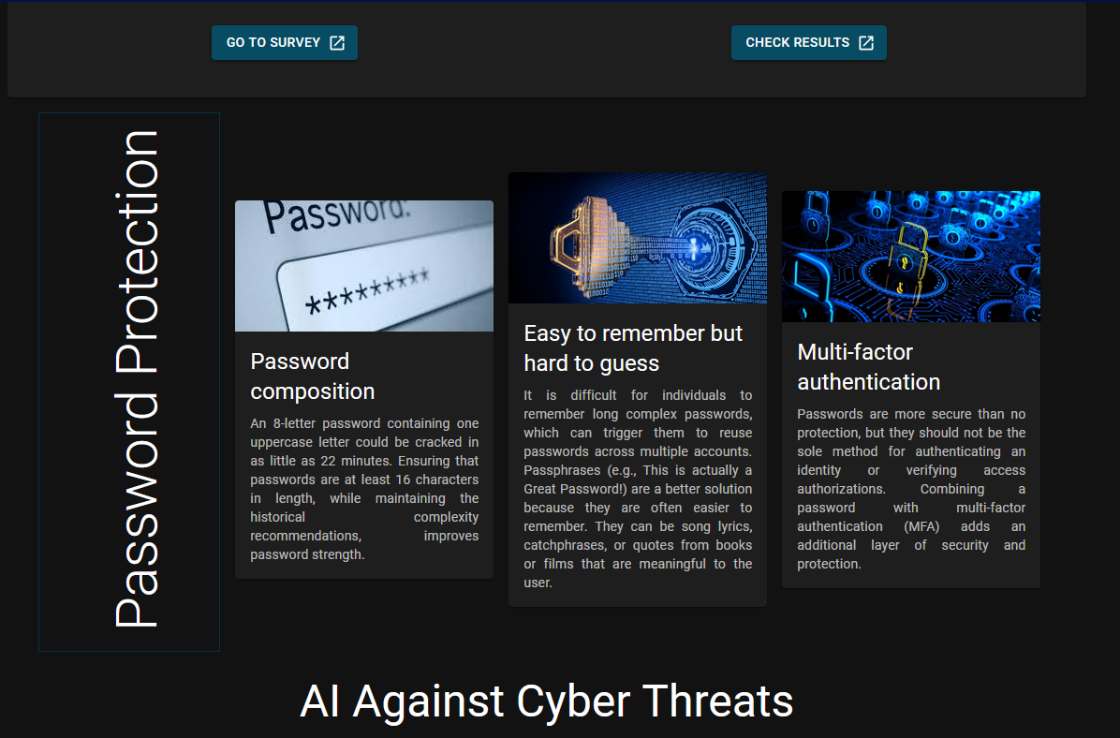 GO TO SURVEY
CHECK RESULTS
Password Protection
Password:
*********
Password
composition
An 8-letter password containing one
uppercase letter could be cracked in
as little as 22 minutes. Ensuring that
passwords are at least 16 characters
in length, while maintaining the
historical complexity
recommendations, improves
password strength.
Easy to remember but
hard to guess
It is difficult for individuals to
remember long complex passwords,
which can trigger them to reuse
passwords across multiple accounts.
Passphrases (e.g., This is actually a
Great Password!) are a better solution
because they are often easier to
remember. They can be song lyrics,
catchphrases, or quotes from books
or films that are meaningful to the
user.
Multi-factor
authentication
Passwords are more secure than no
protection, but they should not be the
sole method for authenticating an
identity or verifying access
authorizations. Combining a
password with multi-factor
authentication (MFA) adds an
additional layer of security and
protection.
AI Against Cyber Threats